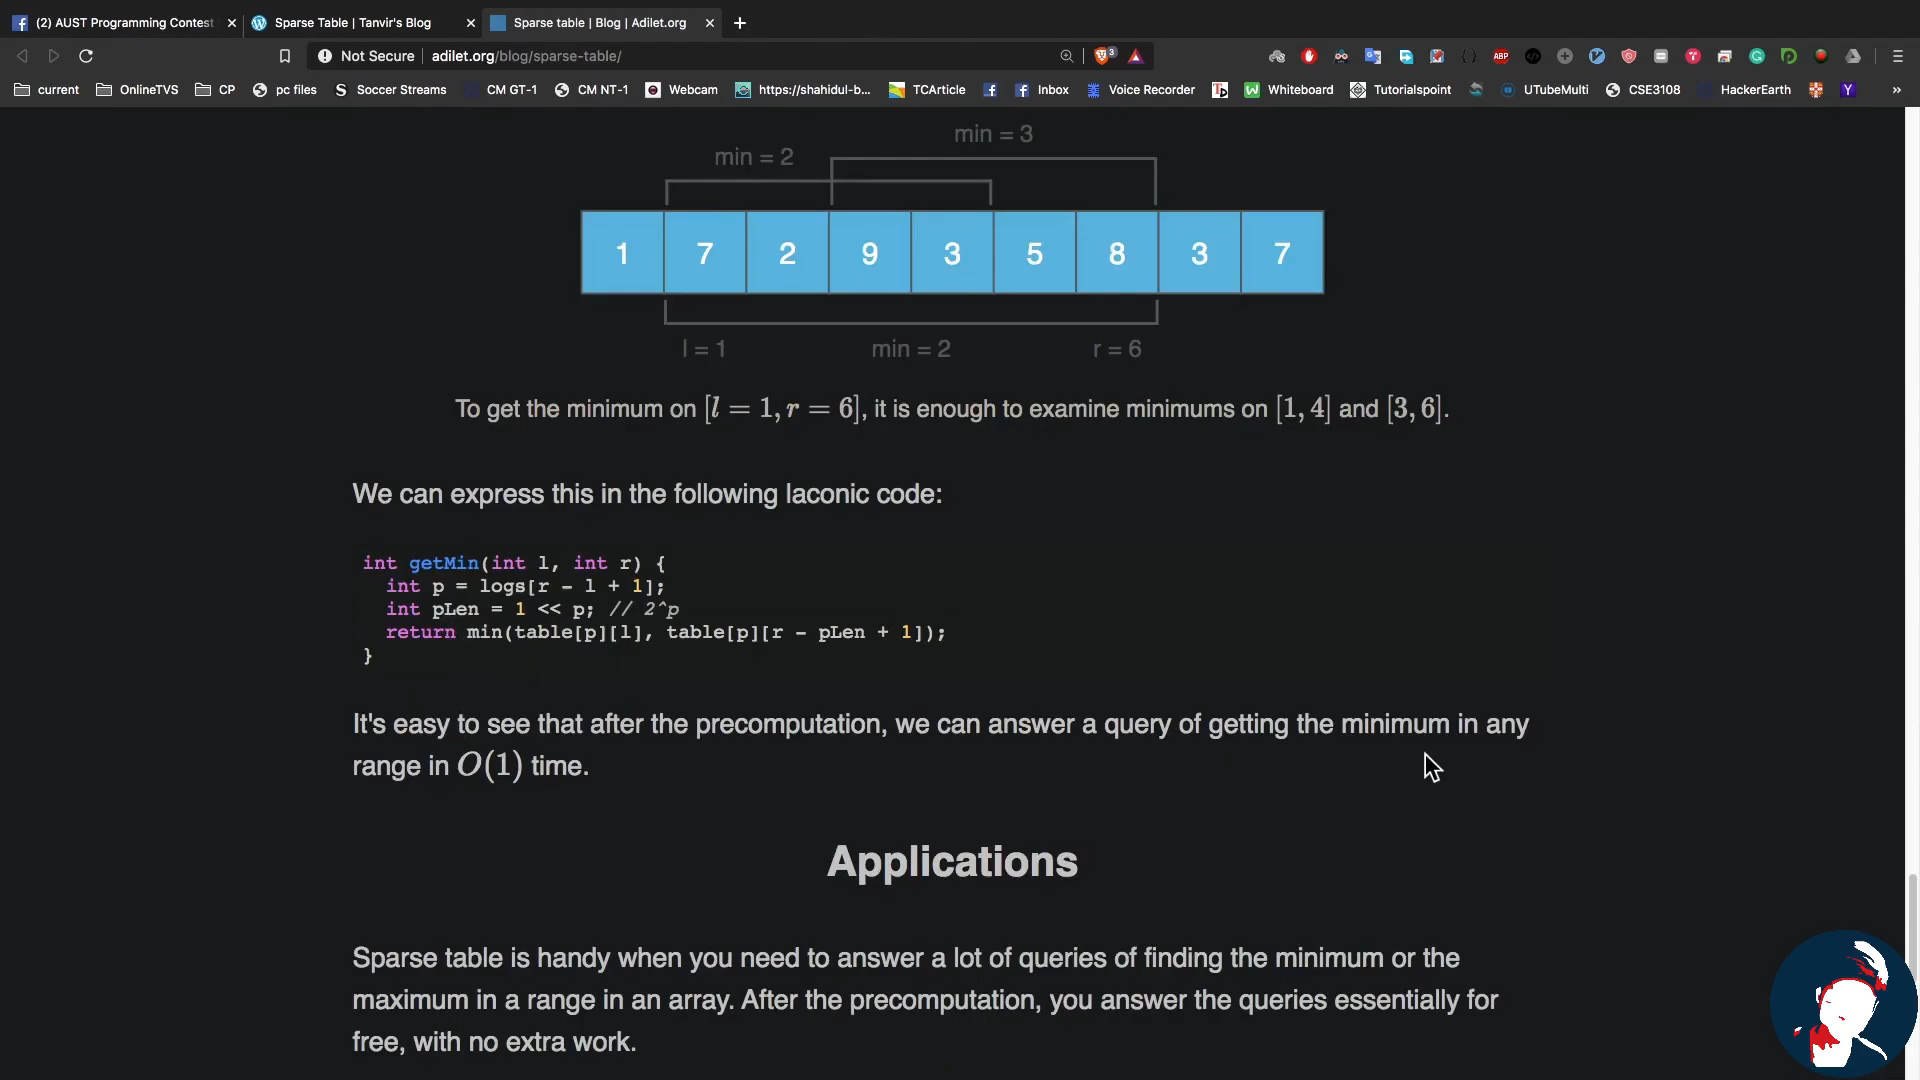 (2) AUST Programming Contest
Sparse Table | Tanvir's Blog
Sparse table | Blog | Adilet.org
Not Secure
adilet.org/blog/sparse-table/
3
ABP
current
OnlineTVS
CP
pc files
S Soccer Streams
CM GT-1
CM NT-1
Webcam
https://shahidul-b...
TCArticle
Inbox
Voice Recorder
Whiteboard
Tutorialspoint
UTubeMulti
CSE3108
HackerEarth
Y
»
min = 3
min = 2
1 7 2 9 3 5 8 3 7
l = 1 min = 2 r = 6
To get the minimum on [l = 1, r = 6], it is enough to examine minimums on [1, 4] and [3, 6].
We can express this in the following laconic code:
int getMin(int l, int r) {
int p = logs[r - l + 1];
int pLen = 1 << p; // 2^p
return min(table[p][l], table[p][r - pLen + 1]);
}
It's easy to see that after the precomputation, we can answer a query of getting the minimum in any
range in O(1) time.
Applications
Sparse table is handy when you need to answer a lot of queries of finding the minimum or the
maximum in a range in an array. After the precomputation, you answer the queries essentially for
free, with no extra work.